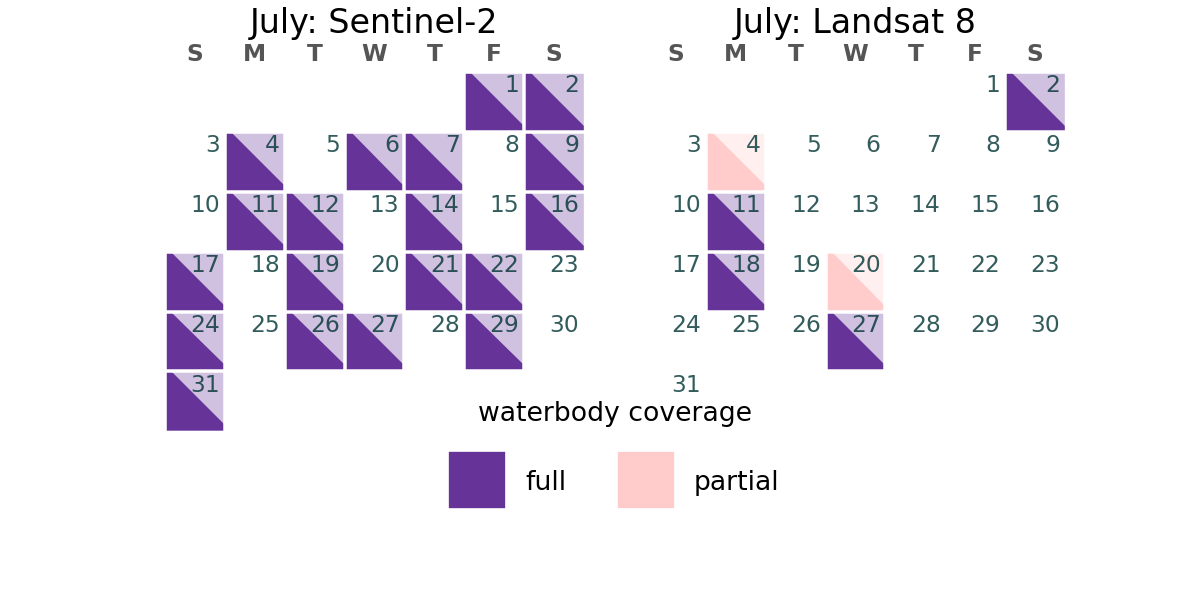 July: Sentinel-2
S M T W T F S
1 2
3 4 5 6 7 8 9
10 11 12 13 14 15 16
17 18 19 20 21 22 23
24 25 26 27 28 29 30
31
July: Landsat 8
S M T W T F S
1 2
3 4 5 6 7 8 9
10 11 12 13 14 15 16
17 18 19 20 21 22 23
24 25 26 27 28 29 30
31
waterbody coverage
full partial